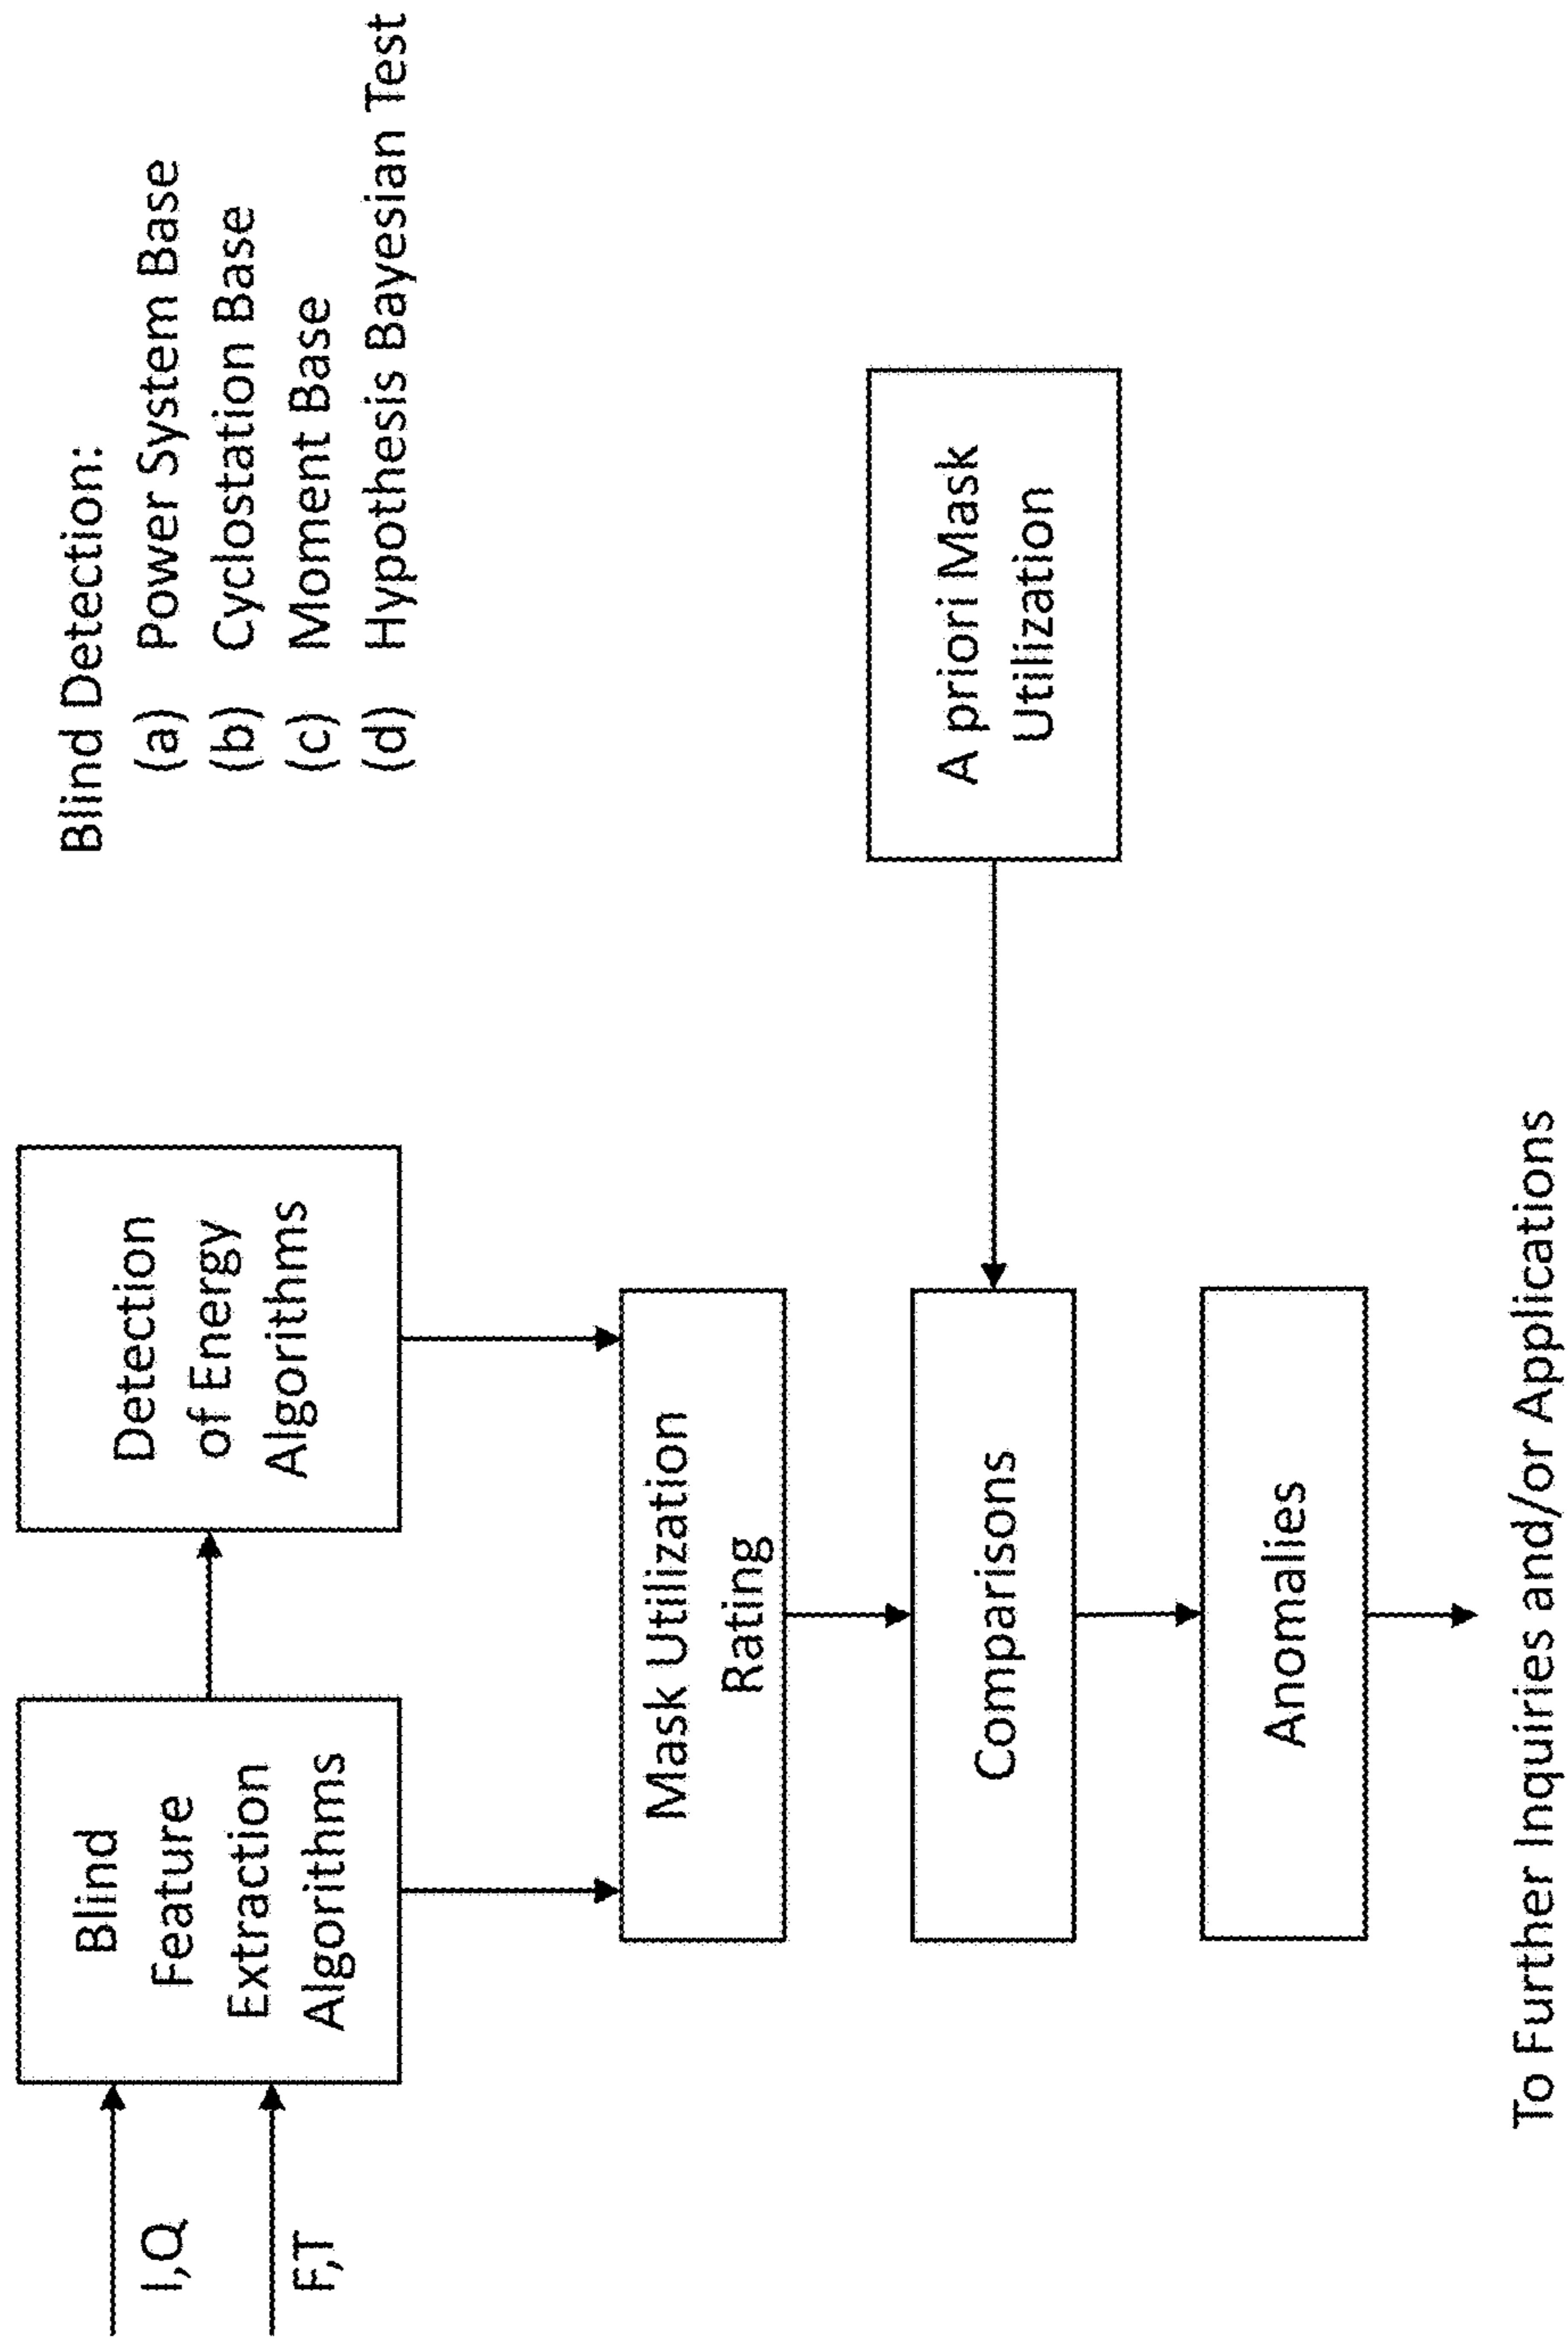 I,Q
F,T
Blind
Feature
Extraction
Algorithms
Detection
of Energy
Algorithms
Blind Detection:
(a) Power System Base
(b) Cyclostation Base
(c) Moment Base
(d) Hypothesis Bayesian Test
Mask Utilization
Rating
Comparisons
A priori Mask
Utilization
Anomalies
To Further Inquiries and/or Applications